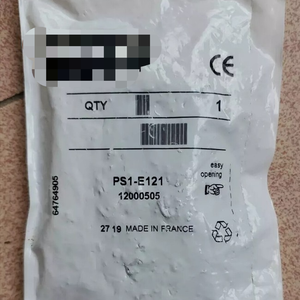 CE
QTY 1
PS1-E121
12000505
easy
opening
64764905
27 19 MADE IN FRANCE